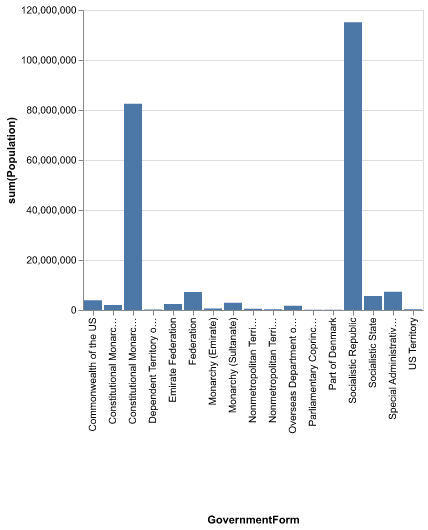 120,000,000
100,000,000
80,000,000
60,000,000
40,000,000
20,000,000
0
sum(Population)
Commonwealth of the US
Constitutional Monarc…
Constitutional Monarc…
Dependent Territory o…
Emirate Federation
Federation
Monarchy (Emirate)
Monarchy (Sultanate)
Nonmetropolitan Terri…
Nonmetropolitan Terri…
Overseas Department o…
Parliamentary Coprinc…
Part of Denmark
Socialistic Republic
Socialistic State
Special Administrativ…
US Territory
GovernmentForm